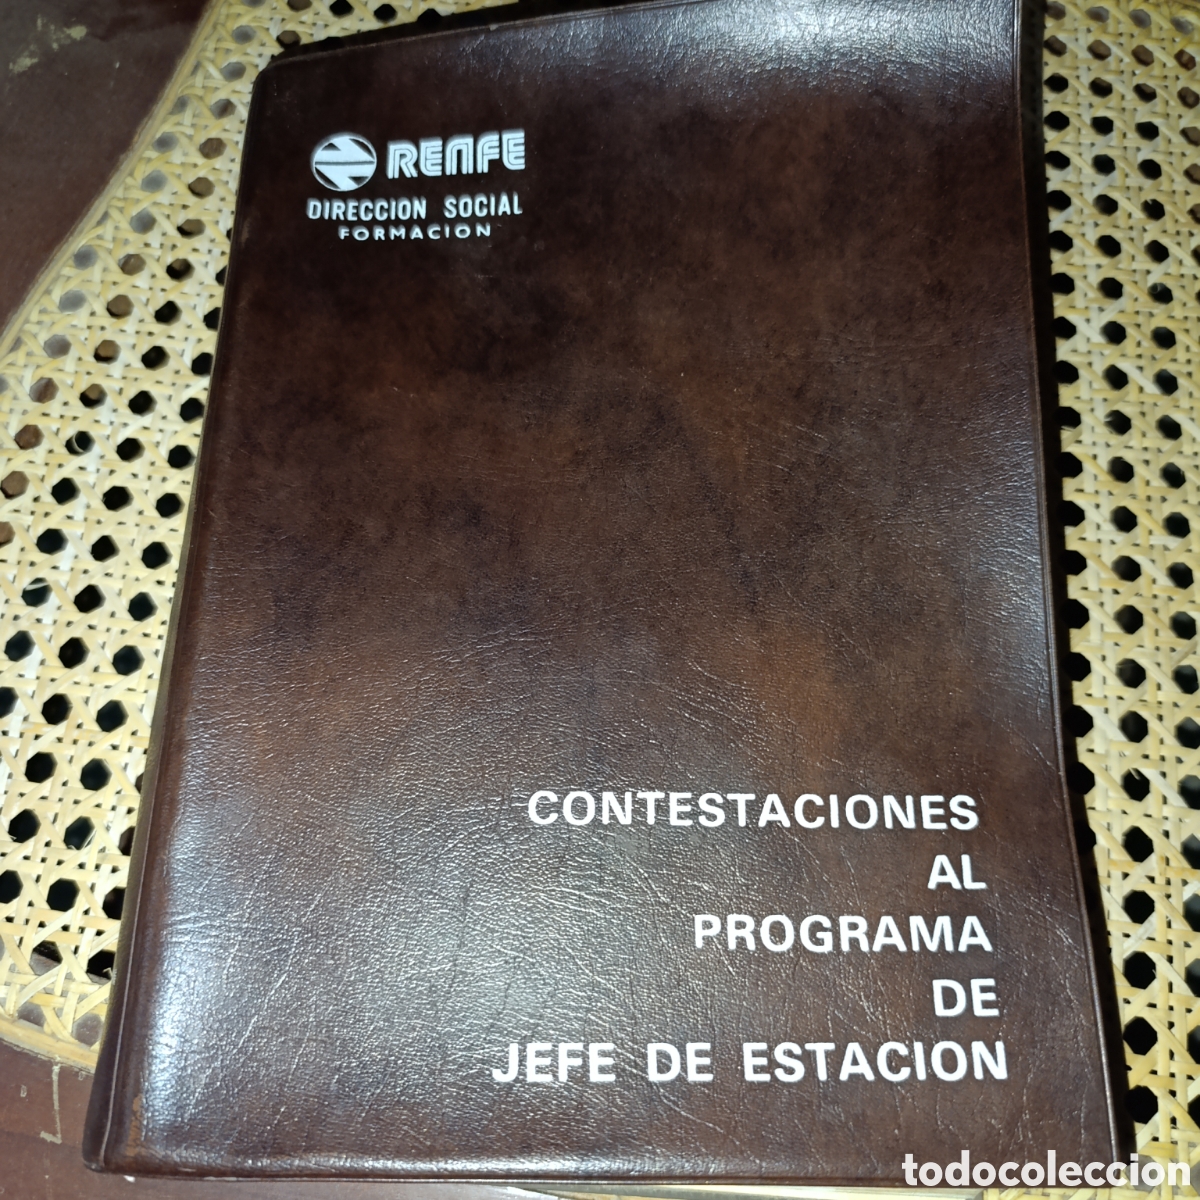 RENFE
DIRECCION SOCIAL
FORMACION
CONTESTACIONES
AL
PROGRAMA
DE
JEFE DE ESTACION
todocoleccion